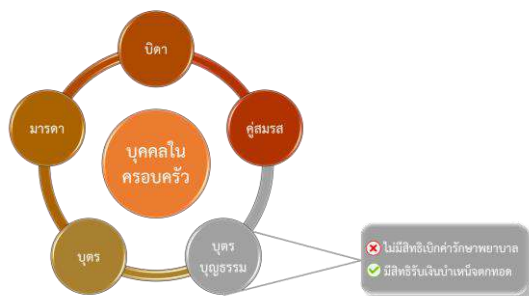 บิดา
มารดา
คู่สมรส
บุคคลใน
ครอบครัว
บุตร
บุตร
บุญธรรม
ไม่มีสิทธิเบิกค่ารักษาพยาบาล
มีสิทธิรับเงินบำเหน็จตกทอด